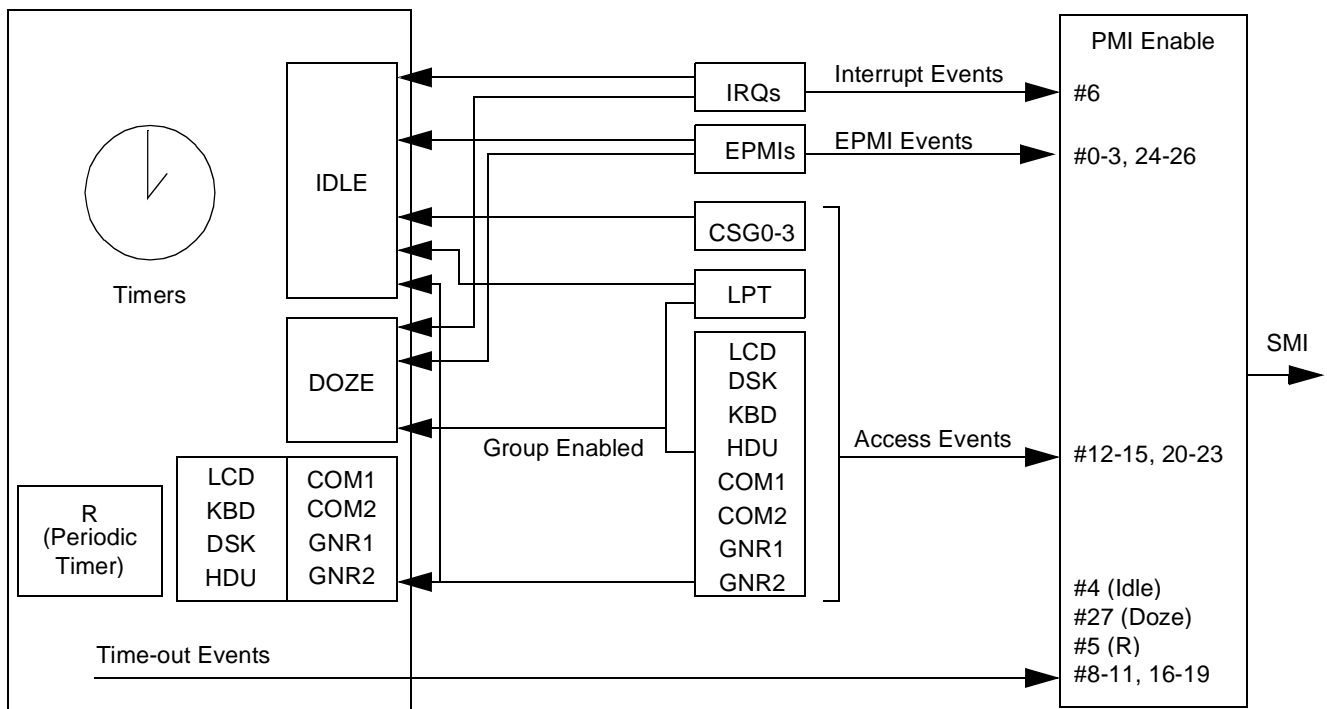 PMI Enable
Interrupt Events
IRQs
#6
EPMI Events
EPMIs
#0-3, 24-26
IDLE
CSG0-3
Timers
LPT
SMI
LCD
DSK
KBD
HDU
COM1
COM2
GNR1
GNR2
DOZE
Group Enabled
Access Events
#12-15, 20-23
LCD
KBD
DSK
HDU
COM1
COM2
GNR1
GNR2
R
(Periodic
Timer)
#4 (Idle)
#27 (Doze)
#5 (R)
#8-11, 16-19
Time-out Events